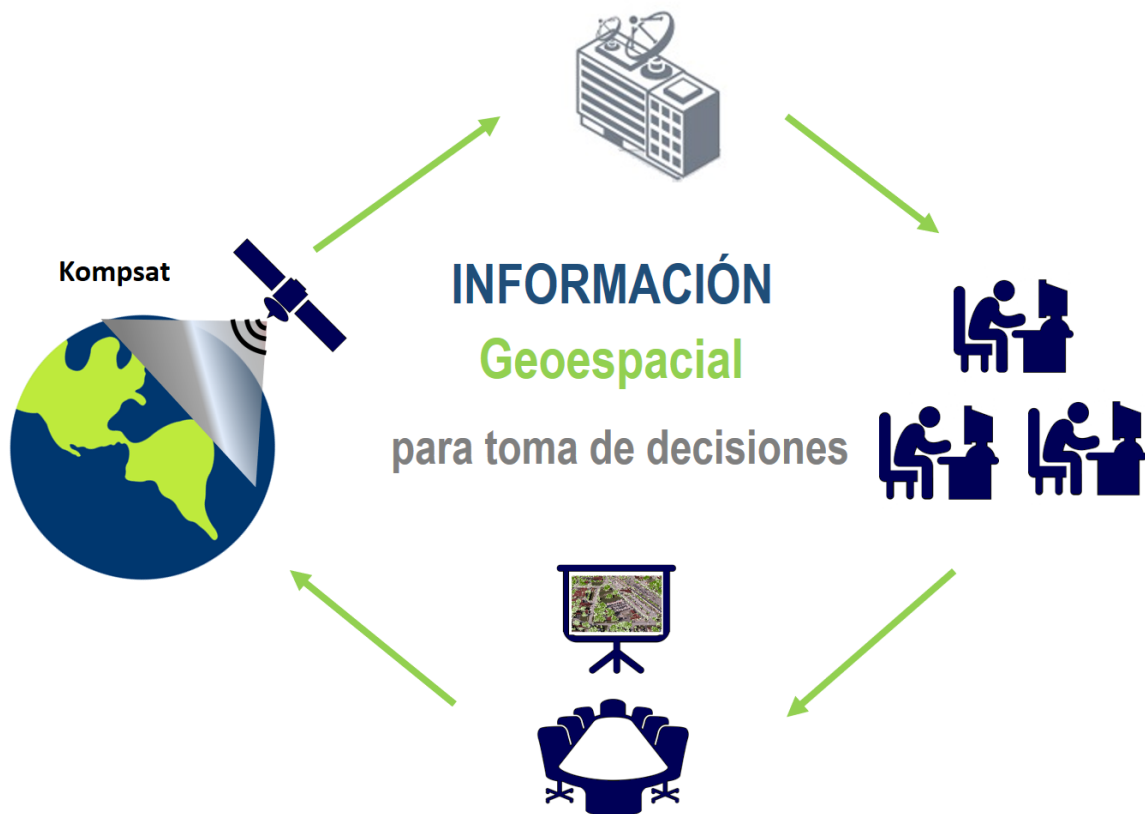 Kompsat
INFORMACIÓN
Geoespacial
para toma de decisiones